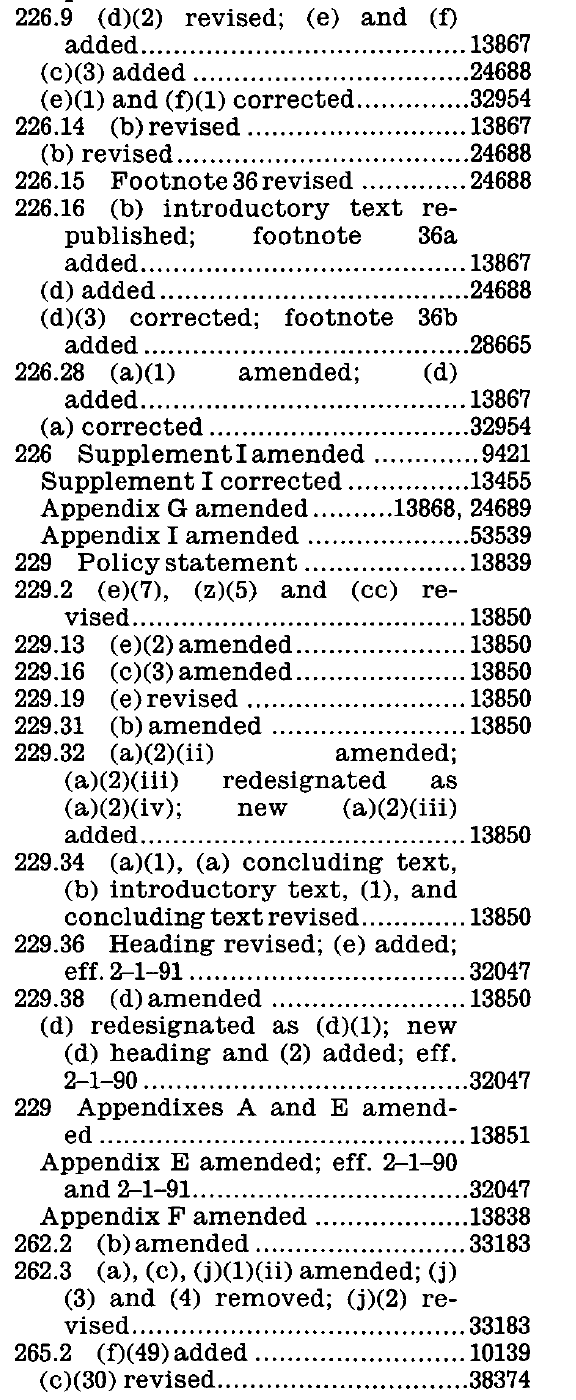 226.9 (d)(2) revised; (e) and (f)
added.....................................13867
(c)(3) added ...............................24688
(e)(1) and (f)(1) corrected.............32954
226.14 (b) revised .........................13867
(b) revised.................................24688
226.15 Footnote 36 revised ............24688
226.16 (b) introductory text re-
published; footnote 36a
added.....................................13867
(d) added ...................................24688
(d)(3) corrected; footnote 36b
added ....................................28665
226.28 (a)(1) amended; (d)
added.....................................13867
(a) corrected .............................32954
226 Supplement I amended ............9421
Supplement I corrected ...............13455
Appendix G amended..........13868, 24689
Appendix I amended ...................53539
229 Policy statement ..................13839
229.2 (e)(7), (z)(5) and (cc) re-
vised......................................13850
229.13 (e)(2) amended...................13850
229.16 (c)(3) amended...................13850
229.19 (e) revised .........................13850
229.31 (b) amended ......................13850
229.32 (a)(2)(ii) amended;
(a)(2)(iii) redesignated as
(a)(2)(iv); new (a)(2)(iii)
added.....................................13850
229.34 (a)(1), (a) concluding text,
(b) introductory text, (1), and
concluding text revised............13850
229.36 Heading revised; (e) added;
eff. 2–1–91 ...............................32047
229.38 (d) amended ......................13850
(d) redesignated as (d)(1); new
(d) heading and (2) added; eff.
2–1–90 .....................................32047
229 Appendixes A and E amend-
ed ..........................................13851
Appendix E amended; eff. 2–1–90
and 2–1–91...............................32047
Appendix F amended ..................13838
262.2 (b) amended ........................33183
262.3 (a), (c), (j)(1)(ii) amended; (j)
(3) and (4) removed; (j)(2) re-
vised......................................33183
265.2 (f)(49) added ........................10139
(c)(30) revised............................38374